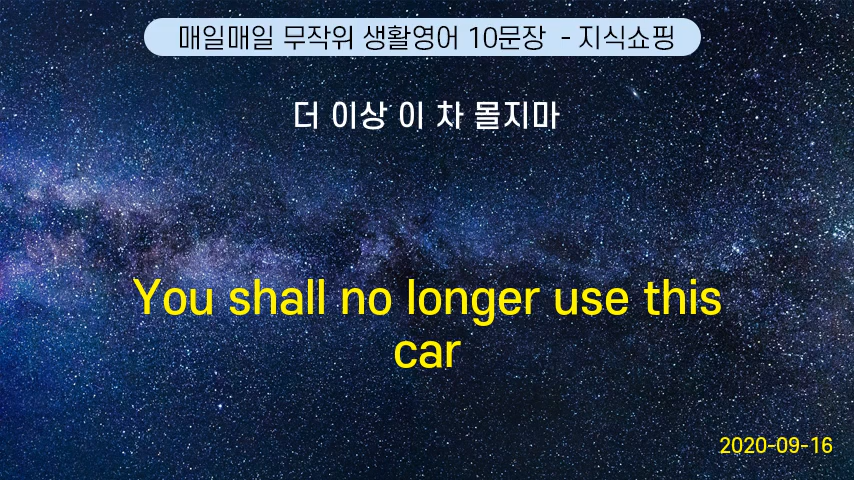 매일매일 무작위 생활영어 10문장 - 지식쇼핑
더 이상 이 차 몰지마
You shall no longer use this
car
2020-09-16